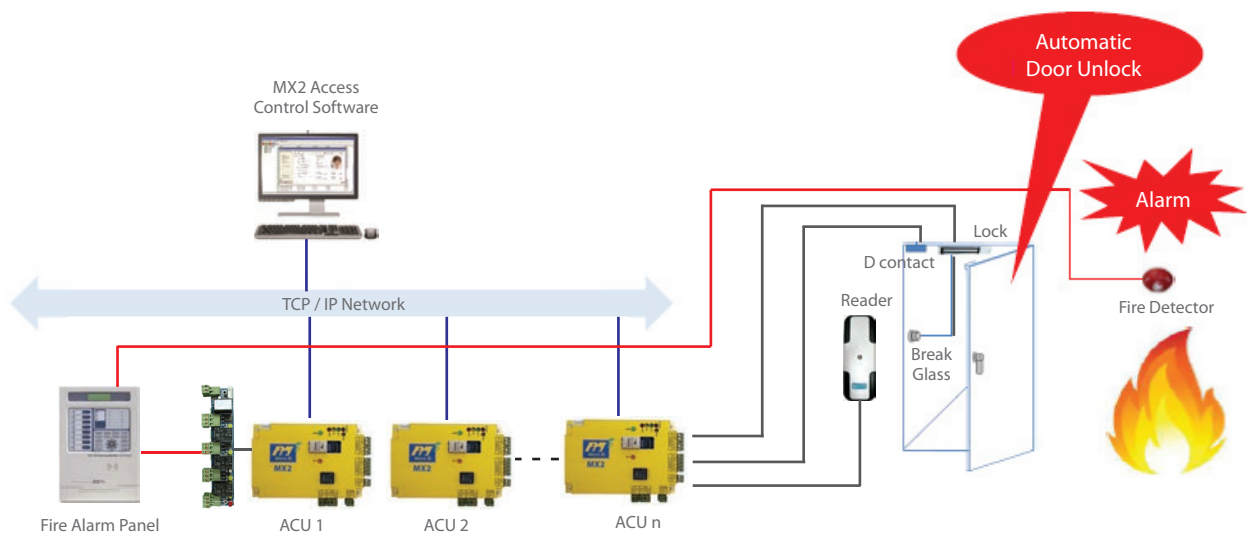 Automatic
Door Unlock
MX2 Access
Control Software
Alarm
Lock
D contact
TCP / IP Network
Reader
Fire Detector
Break
Glass
MX2
MX2
MX2
Fire Alarm Panel
ACU 1
ACU 2
ACU n